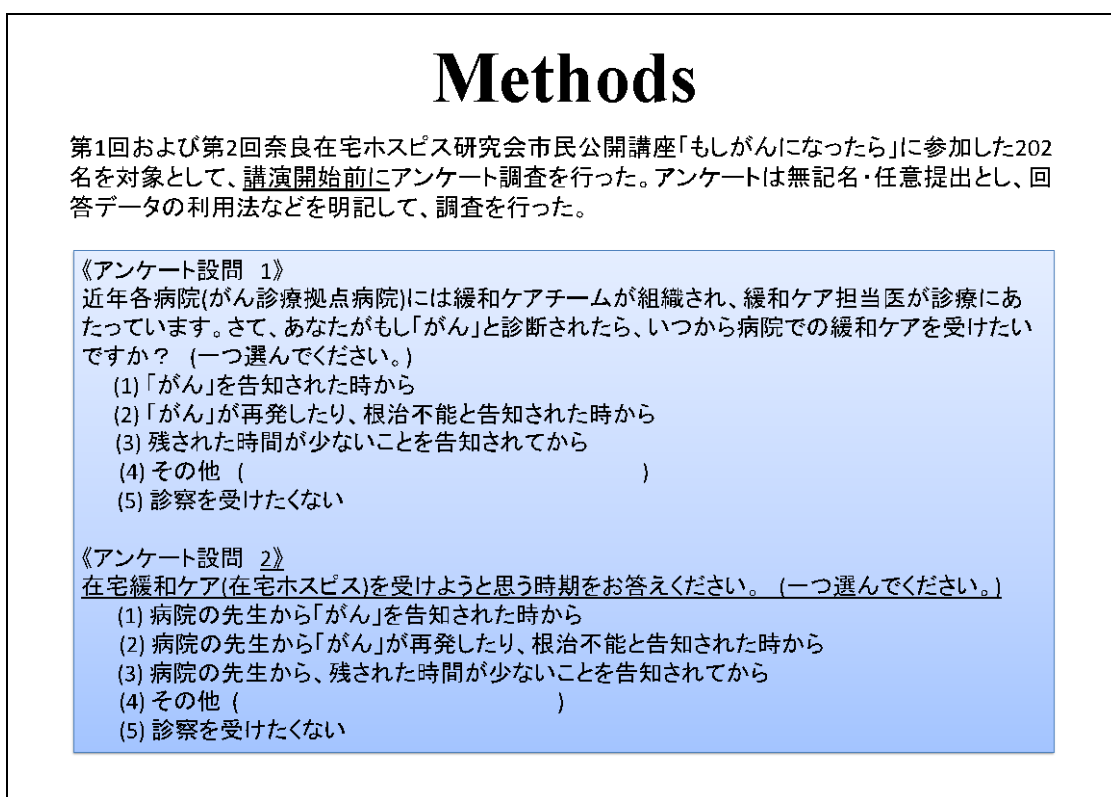 Methods
第1回および第2回奈良在宅ホスピス研究会市民公開講座「もしがんになったら」に参加した202
名を対象として、講演開始前にアンケート調査を行った。アンケートは無記名・任意提出とし、回
答データの利用法などを明記して、調査を行った。
《アンケート設問 1》
近年各病院(がん診療拠点病院)には緩和ケアチームが組織され、緩和ケア担当医が診療にあ
たっています。さて、あなたがもし「がん」と診断されたら、いつから病院での緩和ケアを受けたい
ですか? (一つ選んでください。)
(1)「がん」を告知された時から
(2)「がん」が再発したり、根治不能と告知された時から
(3) 残された時間が少ないことを告知されてから
(4) その他 ( )
(5) 診察を受けたくない
《アンケート設問 2》
在宅緩和ケア(在宅ホスピス)を受けようと思う時期をお答えください。 (一つ選んでください。)
(1) 病院の先生から「がん」を告知された時から
(2) 病院の先生から「がん」が再発したり、根治不能と告知された時から
(3) 病院の先生から、残された時間が少ないことを告知されてから
(4) その他 ( )
(5) 診察を受けたくない